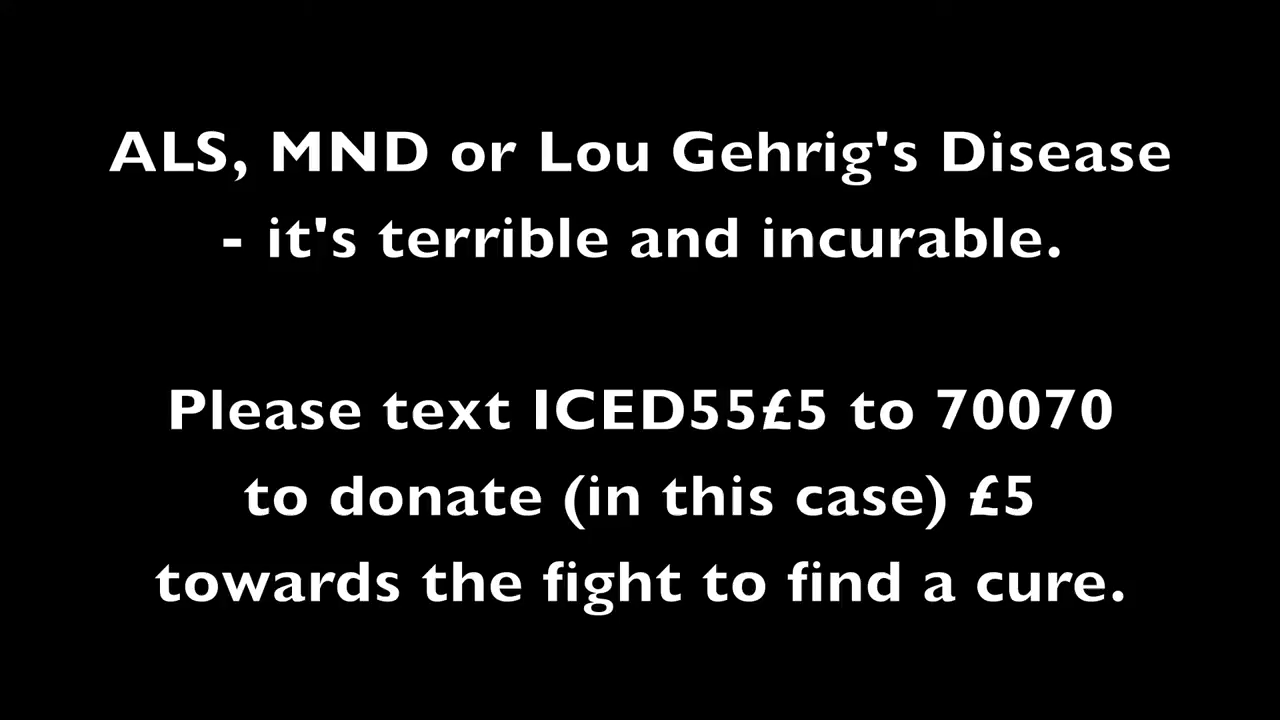 ALS, MND or Lou Gehrig's Disease
- it's terrible and incurable.
Please text ICED55£5 to 70070
to donate (in this case) £5
towards the fight to find a cure.